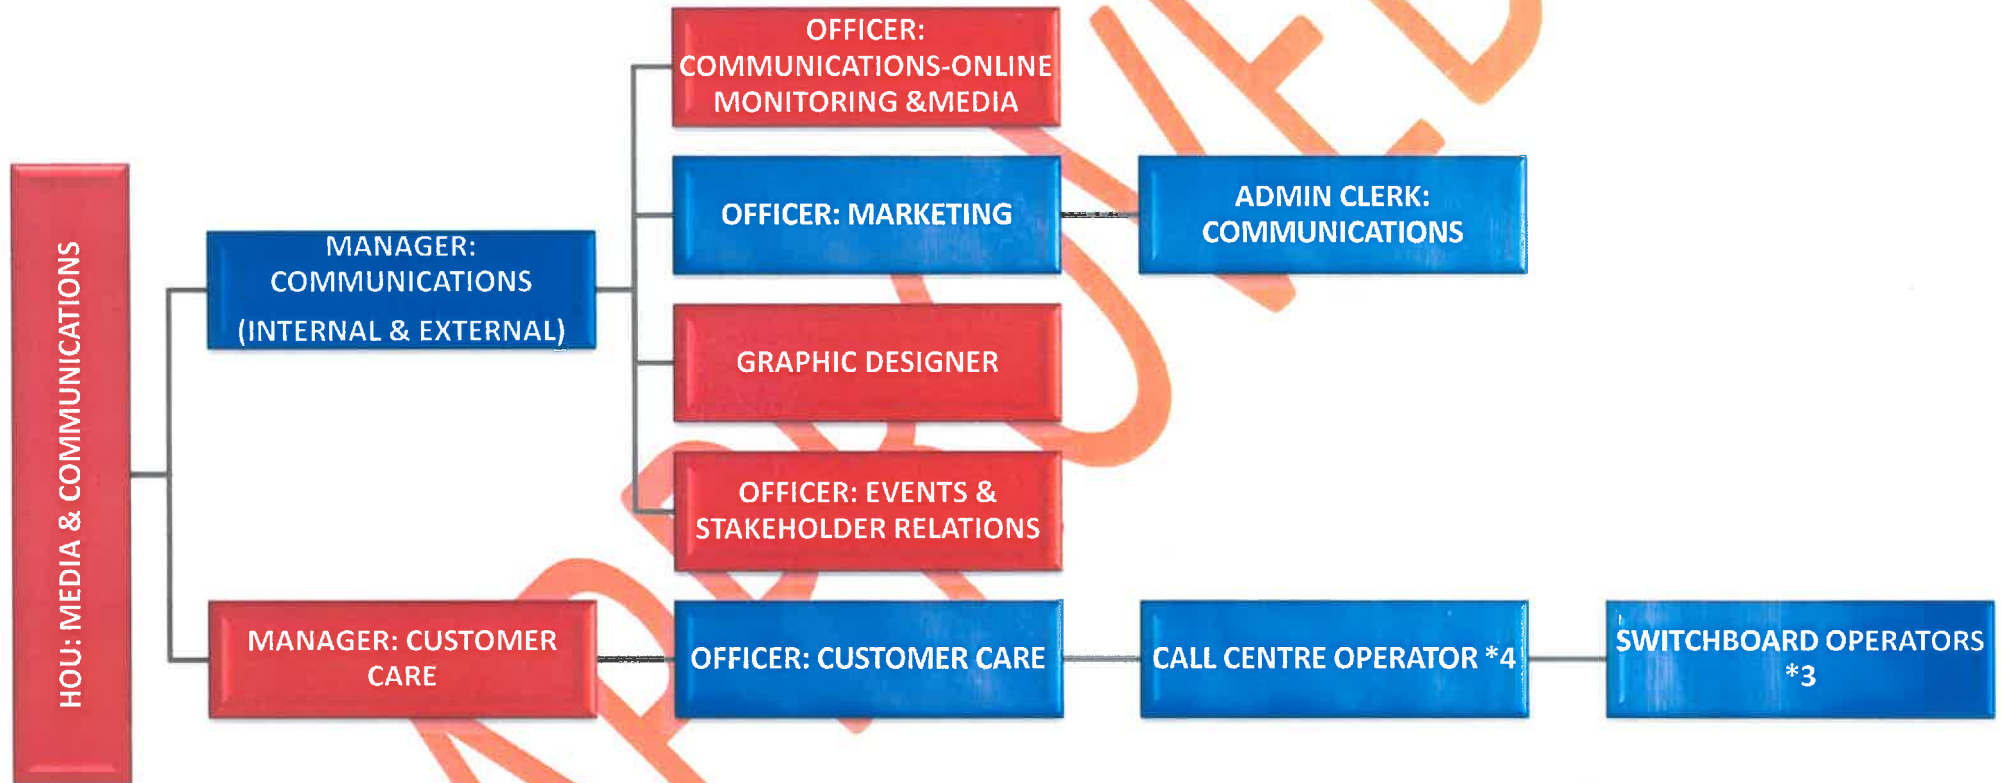 HOU: MEDIA & COMMUNICATIONS
MANAGER:
COMMUNICATIONS
(INTERNAL & EXTERNAL)
OFFICER:
COMMUNICATIONS-ONLINE
MONITORING &MEDIA
OFFICER: MARKETING
ADMIN CLERK:
COMMUNICATIONS
GRAPHIC DESIGNER
OFFICER: EVENTS &
STAKEHOLDER RELATIONS
MANAGER: CUSTOMER
CARE
OFFICER: CUSTOMER CARE
CALL CENTRE OPERATOR *4
SWITCHBOARD OPERATORS
*3